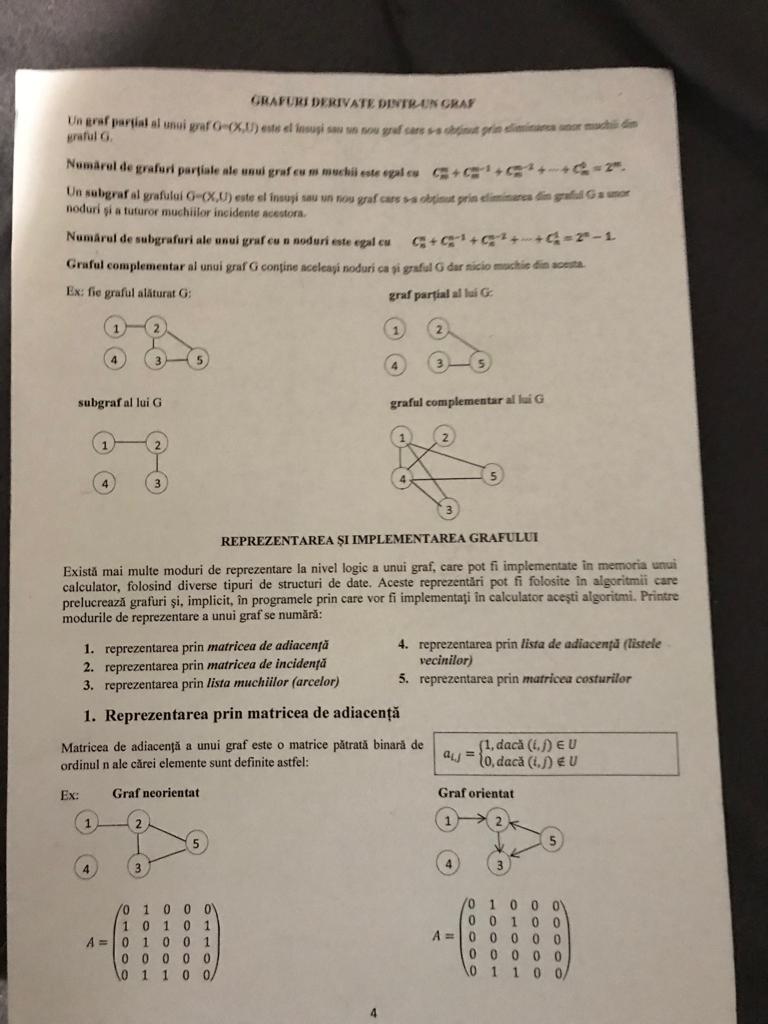 GRAFURI DERIVATE DINTR-UN GRAF
Un graf parțial al unui graf G=(X,U) este el însuși sau un nou graf care s-a obținut prin eliminarea unor muchii din
graful G.
Numărul de grafuri parțiale ale unui graf cu m muchii este egal cu C_m^m + C_m^{m-1} + C_m^{m-2} + ⋯ + C_m^0 = 2^m.
Un subgraf al grafului G=(X,U) este el însuși sau un nou graf care s-a obținut prin eliminarea din graful G a unor
noduri și a tuturor muchiilor incidente acestora.
Numărul de subgrafuri ale unui graf cu n noduri este egal cu C_n^n + C_n^{n-1} + C_n^{n-2} + ⋯ + C_n^1 = 2^n − 1.
Graful complementar al unui graf G conține aceleași noduri ca și graful G dar nicio muchie din acesta.
Ex: fie graful alăturat G:
1 2
4 3 5
graf parțial al lui G:
1 2
4 3 5
subgraf al lui G
1 2
4 3
graful complementar al lui G
1 2
4 5
3
REPREZENTAREA ȘI IMPLEMENTAREA GRAFULUI
Există mai multe moduri de reprezentare la nivel logic a unui graf, care pot fi implementate în memoria unui
calculator, folosind diverse tipuri de structuri de date. Aceste reprezentări pot fi folosite în algoritmii care
prelucrează grafuri și, implicit, în programele prin care vor fi implementați în calculator acești algoritmi. Printre
modurile de reprezentare a unui graf se numără:
1. reprezentarea prin matricea de adiacență
2. reprezentarea prin matricea de incidență
3. reprezentarea prin lista muchiilor (arcelor)
4. reprezentarea prin lista de adiacență (listele
vecinilor)
5. reprezentarea prin matricea costurilor
1. Reprezentarea prin matricea de adiacență
Matricea de adiacență a unui graf este o matrice pătrată binară de
ordinul n ale cărei elemente sunt definite astfel:
a_{i,j} = {1, dacă (i, j) ∈ U
{0, dacă (i, j) ∉ U
Ex: Graf neorientat
1 2
5
4 3
A =
0 1 0 0 0
1 0 1 0 1
0 1 0 0 1
0 0 0 0 0
0 1 1 0 0
Graf orientat
1 2
5
4 3
A =
0 1 0 0 0
0 0 1 0 0
0 0 0 0 0
0 0 0 0 0
0 1 1 0 0
4